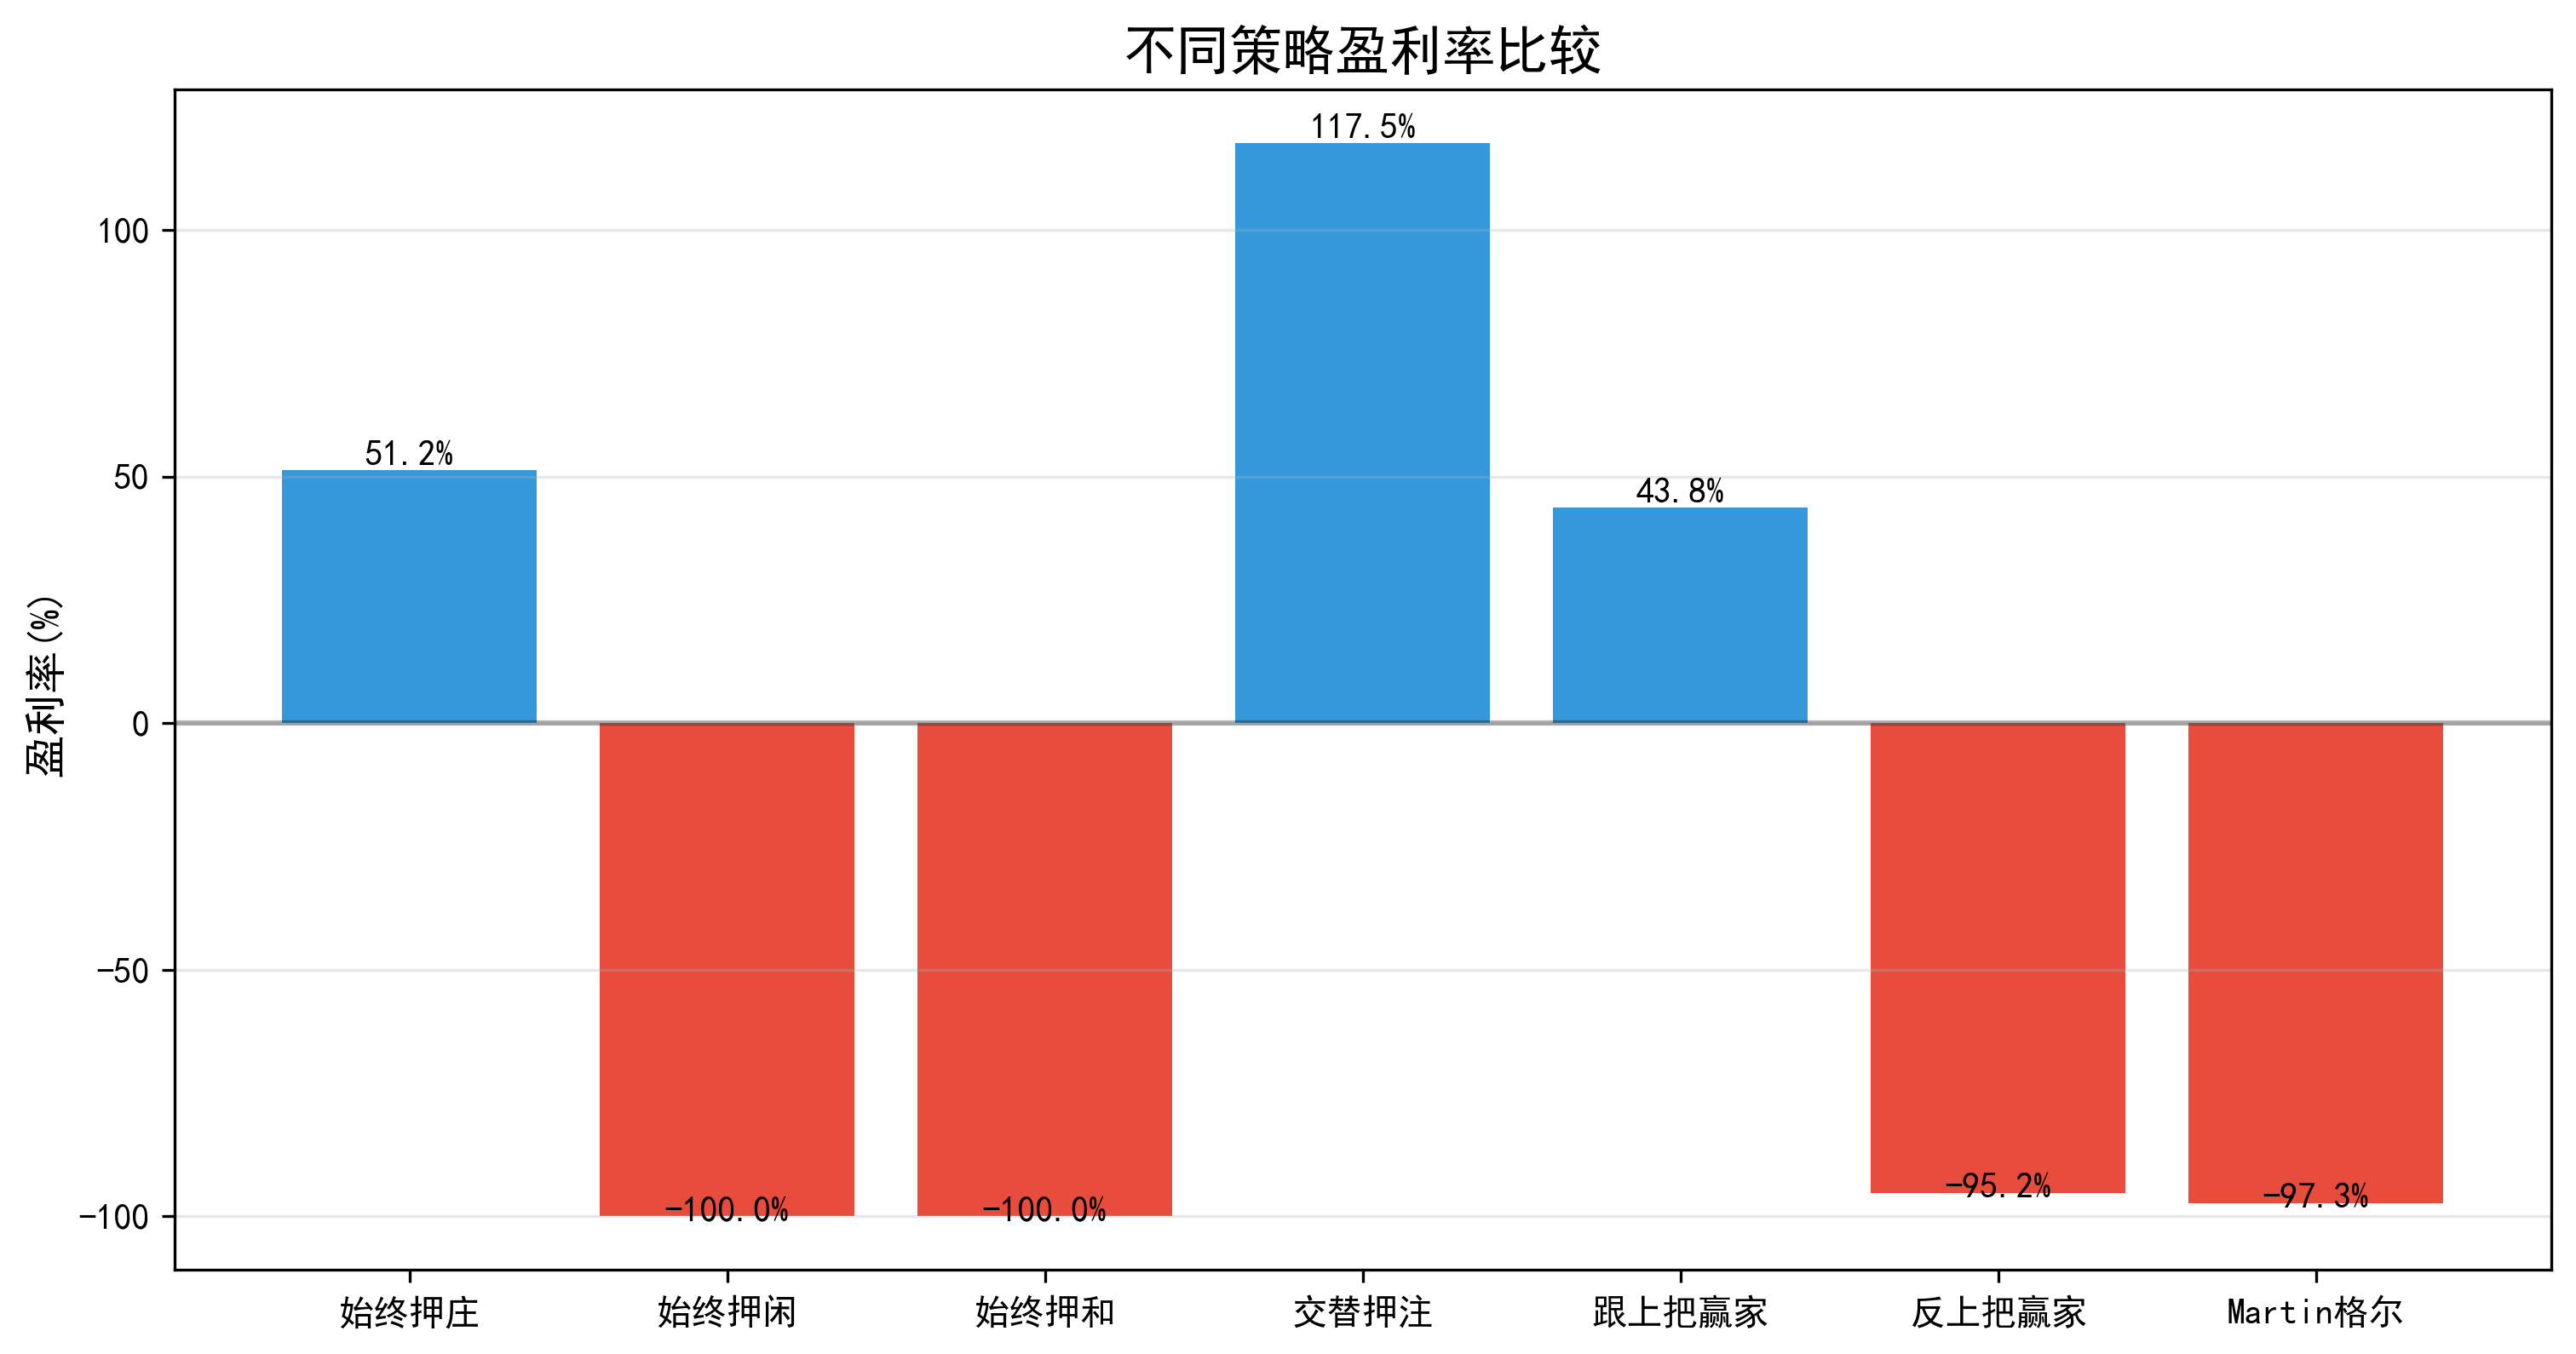 不同策略盈利率比较
盈利率(%)
100
50
0
−50
−100
51.2%
−100.0%
−100.0%
117.5%
43.8%
−95.2%
−97.3%
始终押庄
始终押闲
始终押和
交替押注
跟上把赢家
反上把赢家
Martin格尔